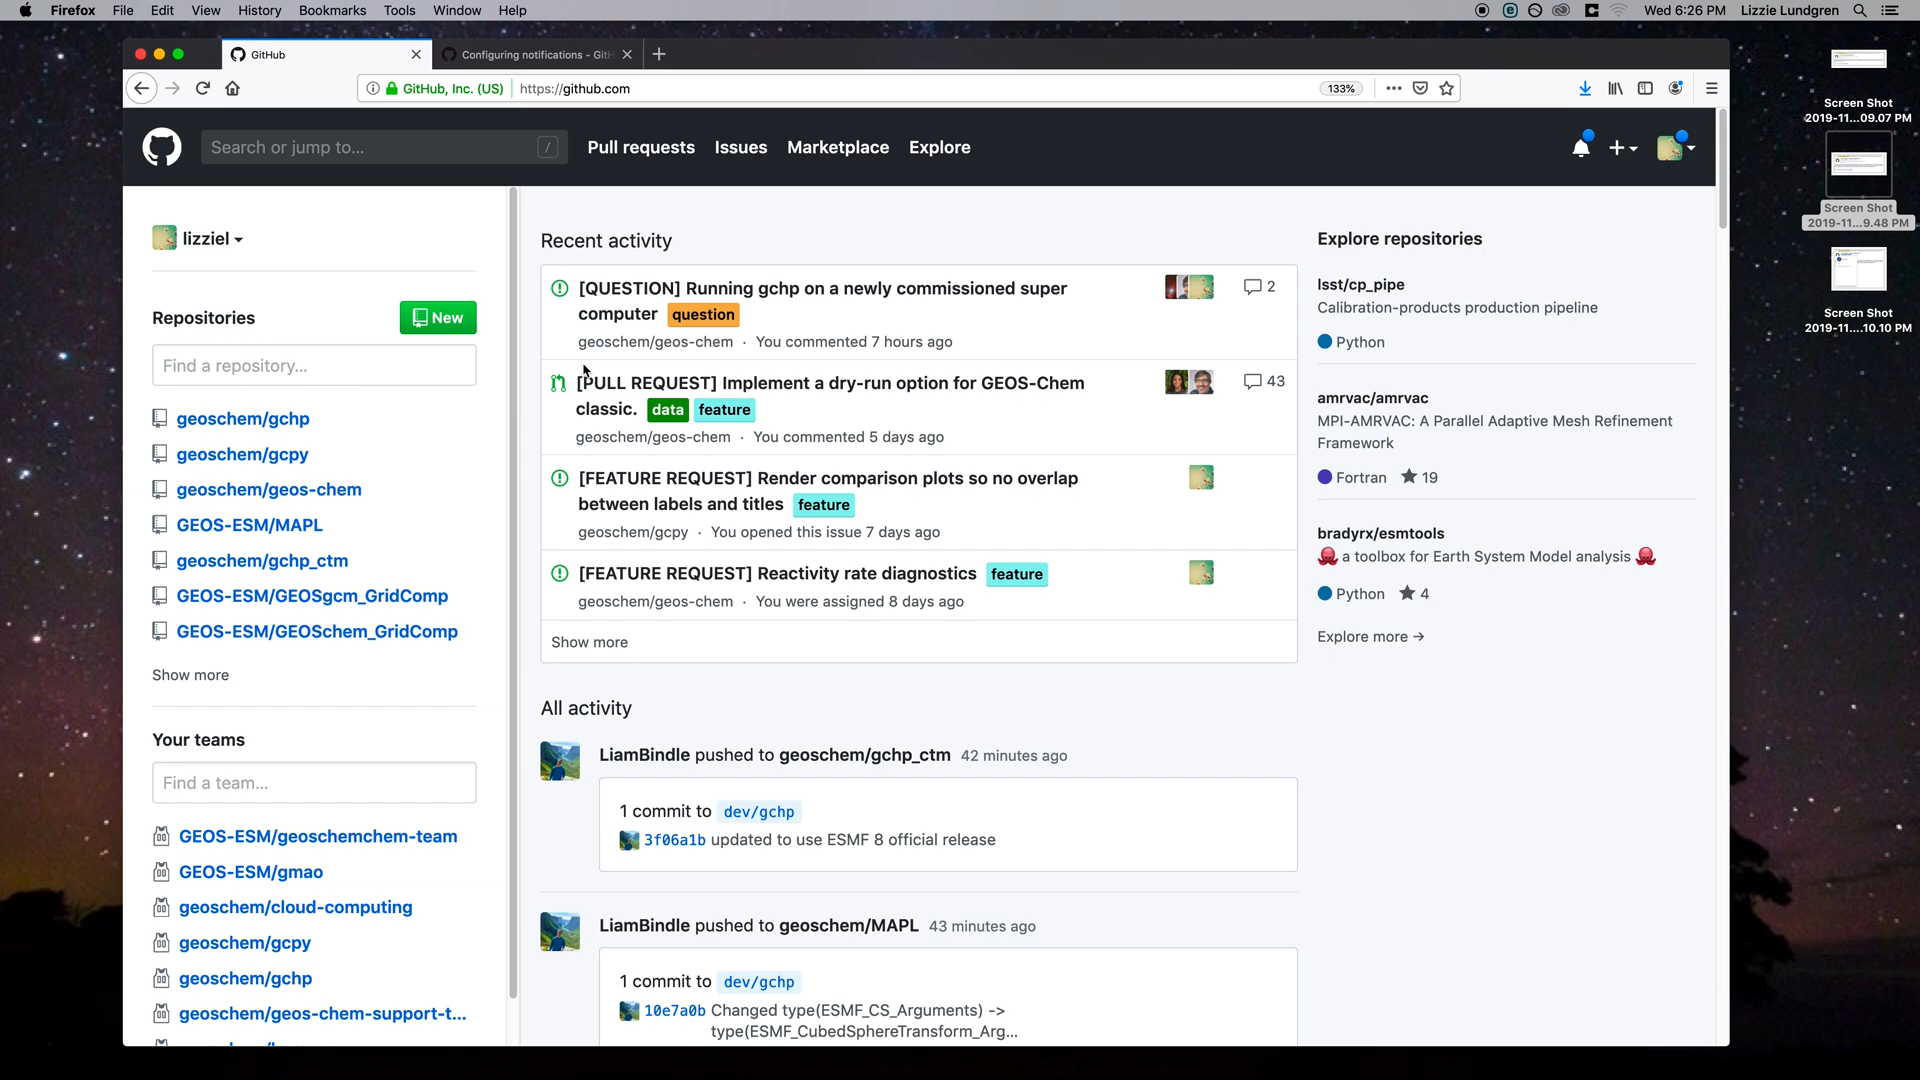 Firefox File Edit View History Bookmarks Tools Window Help Wed 6:26 PM Lizzie Lundgren
GitHub Configuring notifications - GitH
GitHub, Inc. (US) https://github.com 133%
Search or jump to... / Pull requests Issues Marketplace Explore
lizziel
Repositories New
Find a repository...
geoschem/gchp
geoschem/gcpy
geoschem/geos-chem
GEOS-ESM/MAPL
geoschem/gchp_ctm
GEOS-ESM/GEOSgcm_GridComp
GEOS-ESM/GEOSchem_GridComp
Show more
Your teams
Find a team...
GEOS-ESM/geoschemchem-team
GEOS-ESM/gmao
geoschem/cloud-computing
geoschem/gcpy
geoschem/gchp
geoschem/geos-chem-support-t...
Recent activity
[QUESTION] Running gchp on a newly commissioned super
computer question
2
geoschem/geos-chem · You commented 7 hours ago
[PULL REQUEST] Implement a dry-run option for GEOS-Chem
classic. data feature
43
geoschem/geos-chem · You commented 5 days ago
[FEATURE REQUEST] Render comparison plots so no overlap
between labels and titles feature
geoschem/gcpy · You opened this issue 7 days ago
[FEATURE REQUEST] Reactivity rate diagnostics feature
geoschem/geos-chem · You were assigned 8 days ago
Show more
All activity
LiamBindle pushed to geoschem/gchp_ctm 42 minutes ago
1 commit to dev/gchp
3f06a1b updated to use ESMF 8 official release
LiamBindle pushed to geoschem/MAPL 43 minutes ago
1 commit to dev/gchp
10e7a0b Changed type(ESMF_CS_Arguments) ->
type(ESMF_CubedSphereTransform_Arg...
Explore repositories
lsst/cp_pipe
Calibration-products production pipeline
Python
amrvac/amrvac
MPI-AMRVAC: A Parallel Adaptive Mesh Refinement
Framework
Fortran 19
bradyrx/esmtools
a toolbox for Earth System Model analysis
Python 4
Explore more →
Screen Shot
2019-11...09.07 PM
Screen Shot
2019-11...9.48 PM
Screen Shot
2019-11....10.10 PM